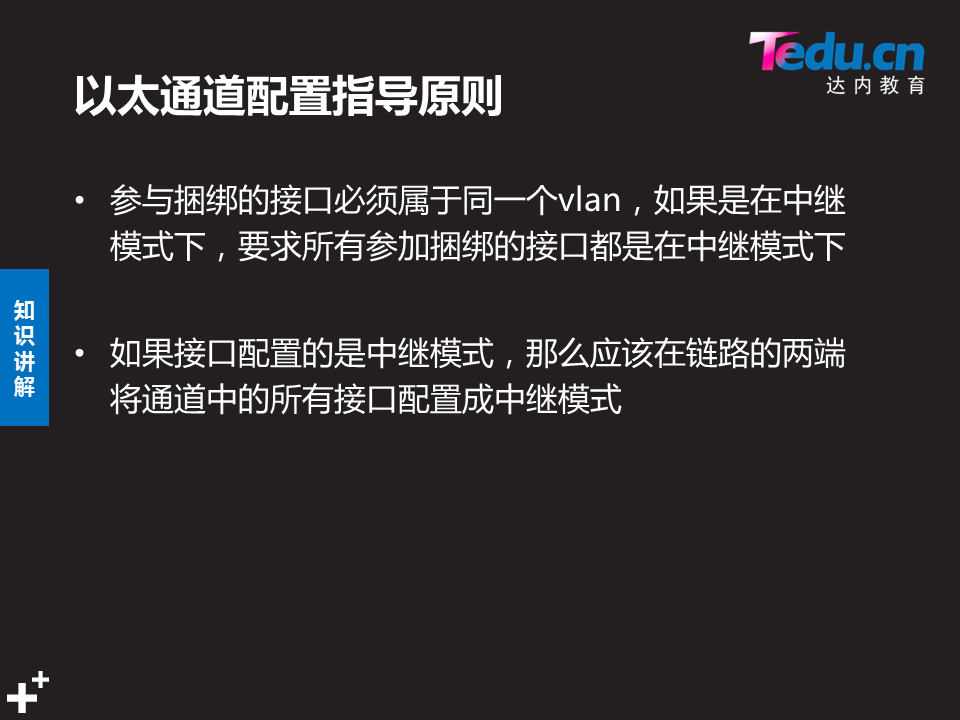 Tedu.cn
达内教育
以太通道配置指导原则
• 参与捆绑的接口必须属于同一个vlan，如果是在中继
模式下，要求所有参加捆绑的接口都是在中继模式下
知识讲解
• 如果接口配置的是中继模式，那么应该在链路的两端
将通道中的所有接口配置成中继模式